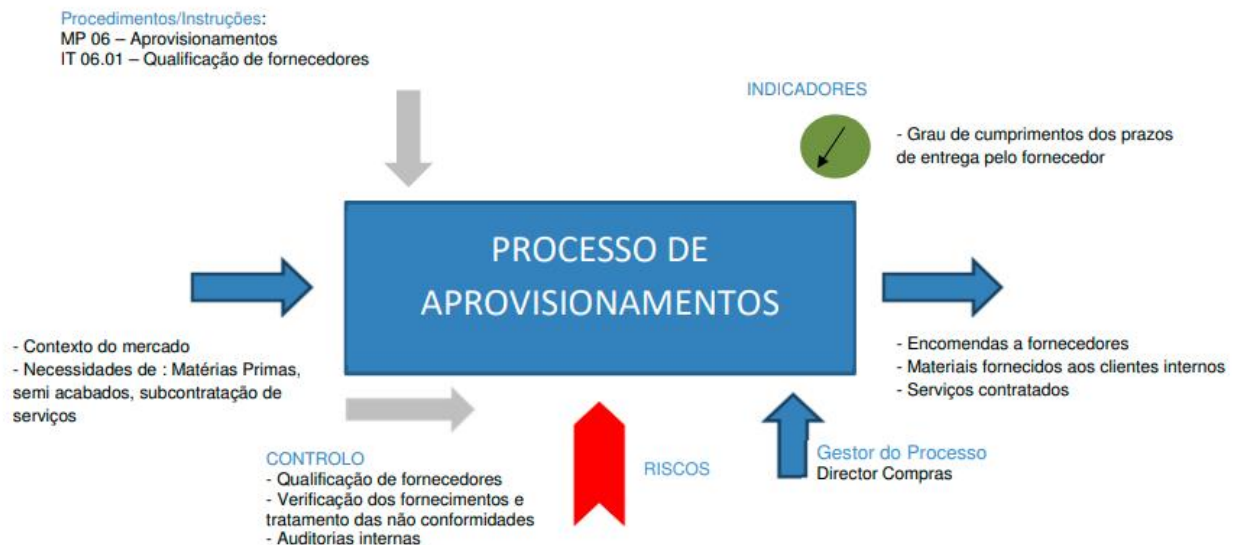 Procedimentos/Instruções:
MP 06 – Aprovisionamentos
IT 06.01 – Qualificação de fornecedores
INDICADORES
- Grau de cumprimentos dos prazos
de entrega pelo fornecedor
PROCESSO DE
APROVISIONAMENTOS
- Contexto do mercado
- Necessidades de : Matérias Primas,
semi acabados, subcontratação de
serviços
- Encomendas a fornecedores
- Materiais fornecidos aos clientes internos
- Serviços contratados
CONTROLO
- Qualificação de fornecedores
- Verificação dos fornecimentos e
tratamento das não conformidades
- Auditorias internas
RISCOS
Gestor do Processo
Director Compras